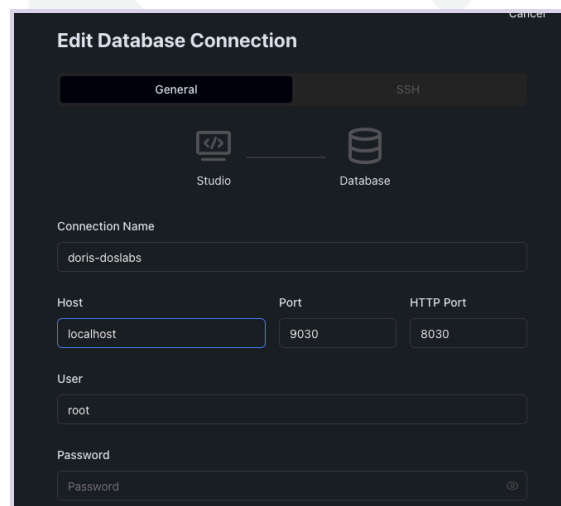 Cancel
Edit Database Connection
General SSH
Studio Database
Connection Name
doris-doslabs
Host Port HTTP Port
localhost 9030 8030
User
root
Password
Password